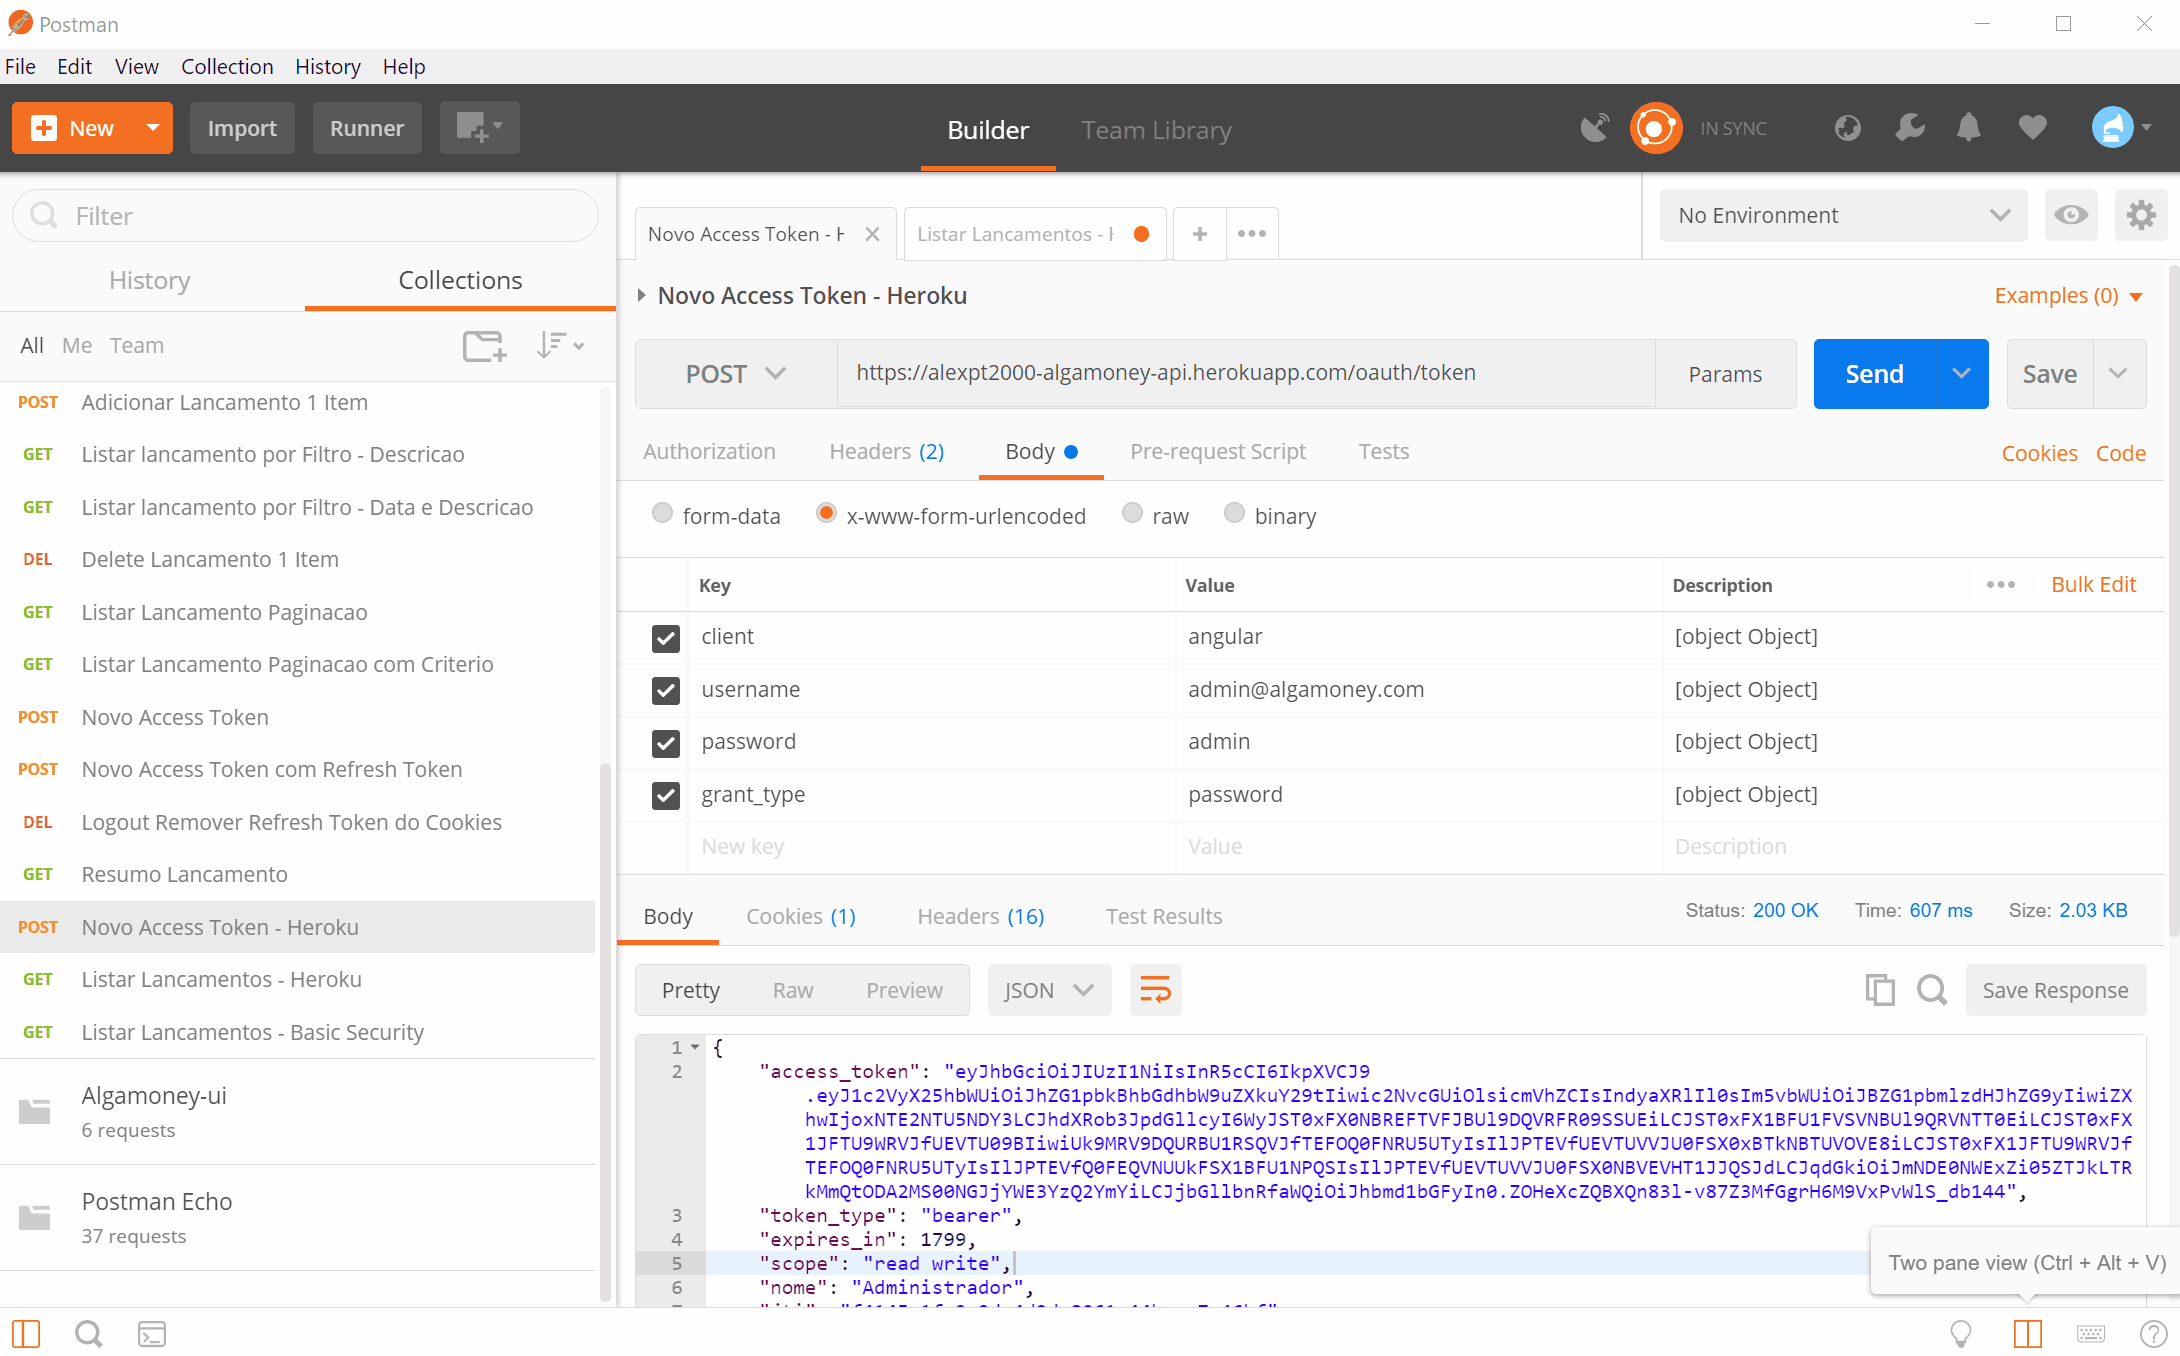 Postman
File Edit View Collection History Help
New Import Runner Builder Team Library IN SYNC
Filter
History Collections
All Me Team
POST Adicionar Lancamento 1 Item
GET Listar lancamento por Filtro - Descricao
GET Listar lancamento por Filtro - Data e Descricao
DEL Delete Lancamento 1 Item
GET Listar Lancamento Paginacao
GET Listar Lancamento Paginacao com Criterio
POST Novo Access Token
POST Novo Access Token com Refresh Token
DEL Logout Remover Refresh Token do Cookies
GET Resumo Lancamento
POST Novo Access Token - Heroku
GET Listar Lancamentos - Heroku
GET Listar Lancamentos - Basic Security
Algamoney-ui
6 requests
Postman Echo
37 requests
Novo Access Token - Listar Lancamentos - + •••
No Environment
Novo Access Token - Heroku Examples (0)
POST https://alexpt2000-algamoney-api.herokuapp.com/oauth/token Params Send Save
Authorization Headers (2) Body Pre-request Script Tests Cookies Code
form-data x-www-form-urlencoded raw binary
Key Value Description ••• Bulk Edit
client angular [object Object]
username admin@algamoney.com [object Object]
password admin [object Object]
grant_type password [object Object]
New key Value Description
Body Cookies (1) Headers (16) Test Results Status: 200 OK Time: 607 ms Size: 2.03 KB
Pretty Raw Preview JSON Save Response
1 {
2 "access_token": "eyJhbGciOiJIUzI1NiIsInR5cCI6IkpXVCJ9
.eyJ1c2VyX25hbWUiOiJhZG1pbkBhbGdhbW9uZXkuY29tIiwic2NvcGUiOlsicmVhZCIsIndyaXRlIl0sIm5vbWUiOiJBZG1pbmlzdHJhZG9yIiwiZX
hwIjoxNTE2NTU5NDY3LCJhdXRob3JpdGllcyI6WyJST0xFX0NBREFTVFJBUl9DQVRFR09SSUEiLCJST0xFX1BFU1FVSVNBUl9QRVNTT0EiLCJST0xFX
1JFTU9WRVJfUEVTU09BIiwiUk9MRV9DQURBU1RSQVJfTEFOQ0FNRU5UTyIsIlJPTEVfUEVTUVVJU0FSX0xBTkNBTUVOVE8iLCJST0xFX1JFTU9WRVJf
TEFOQ0FNRU5UTyIsIlJPTEVfQ0FEQVNUUkFSX1BFU1NPQSIsIlJPTEVfUEVTUVVJU0FSX0NBVEVHT1JJQSJdLCJqdGkiOiJmNDE0NWExZi05ZTJkLTR
kMmQtODA2MS00NGJjYWE3YzQ2YmYiLCJjbGllbnRfaWQiOiJhbmd1bGFyIn0.ZOHeXcZQBXQn83l-v87Z3MfGgrH6M9VxPvWlS_db144",
3 "token_type": "bearer",
4 "expires_in": 1799,
5 "scope": "read write",
6 "nome": "Administrador",
Two pane view (Ctrl + Alt + V)